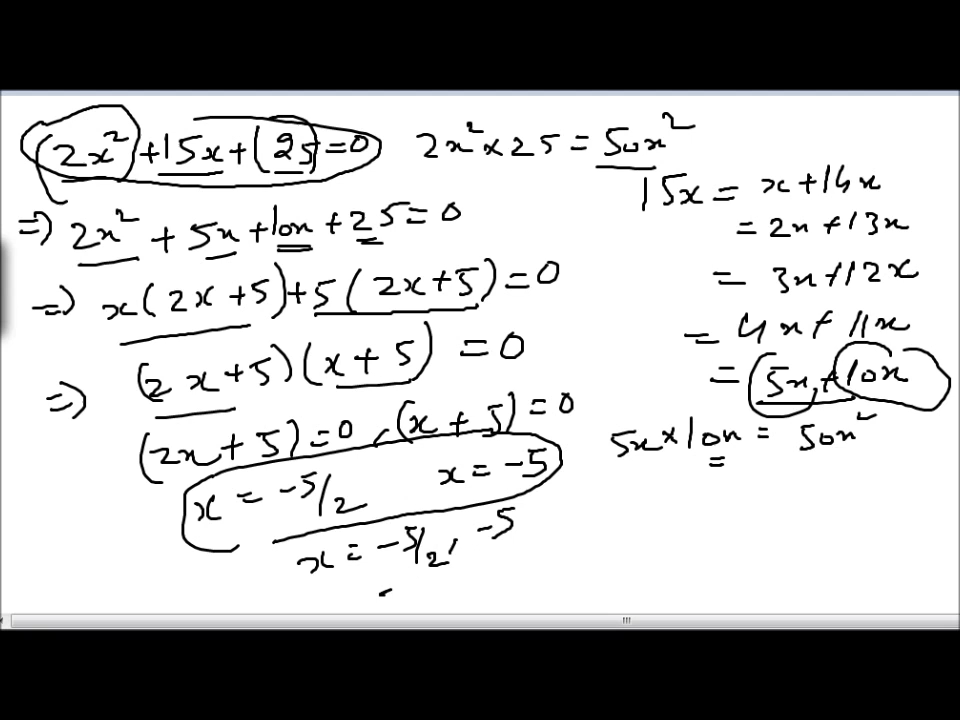 2x² + 15x + (25) = 0
2x² × 25 = 50x²
⇒ 2x² + 5x + 10x + 25 = 0
⇒ x(2x + 5) + 5(2x + 5) = 0
⇒ (2x + 5)(x + 5) = 0
(2x + 5) = 0, (x + 5) = 0
x = -5/2 x = -5
x = -5/2, -5
15x = x + 14x
= 2x + 13x
= 3x + 12x
= 4x + 11x
= 5x + 10x
5x × 10x = 50x²